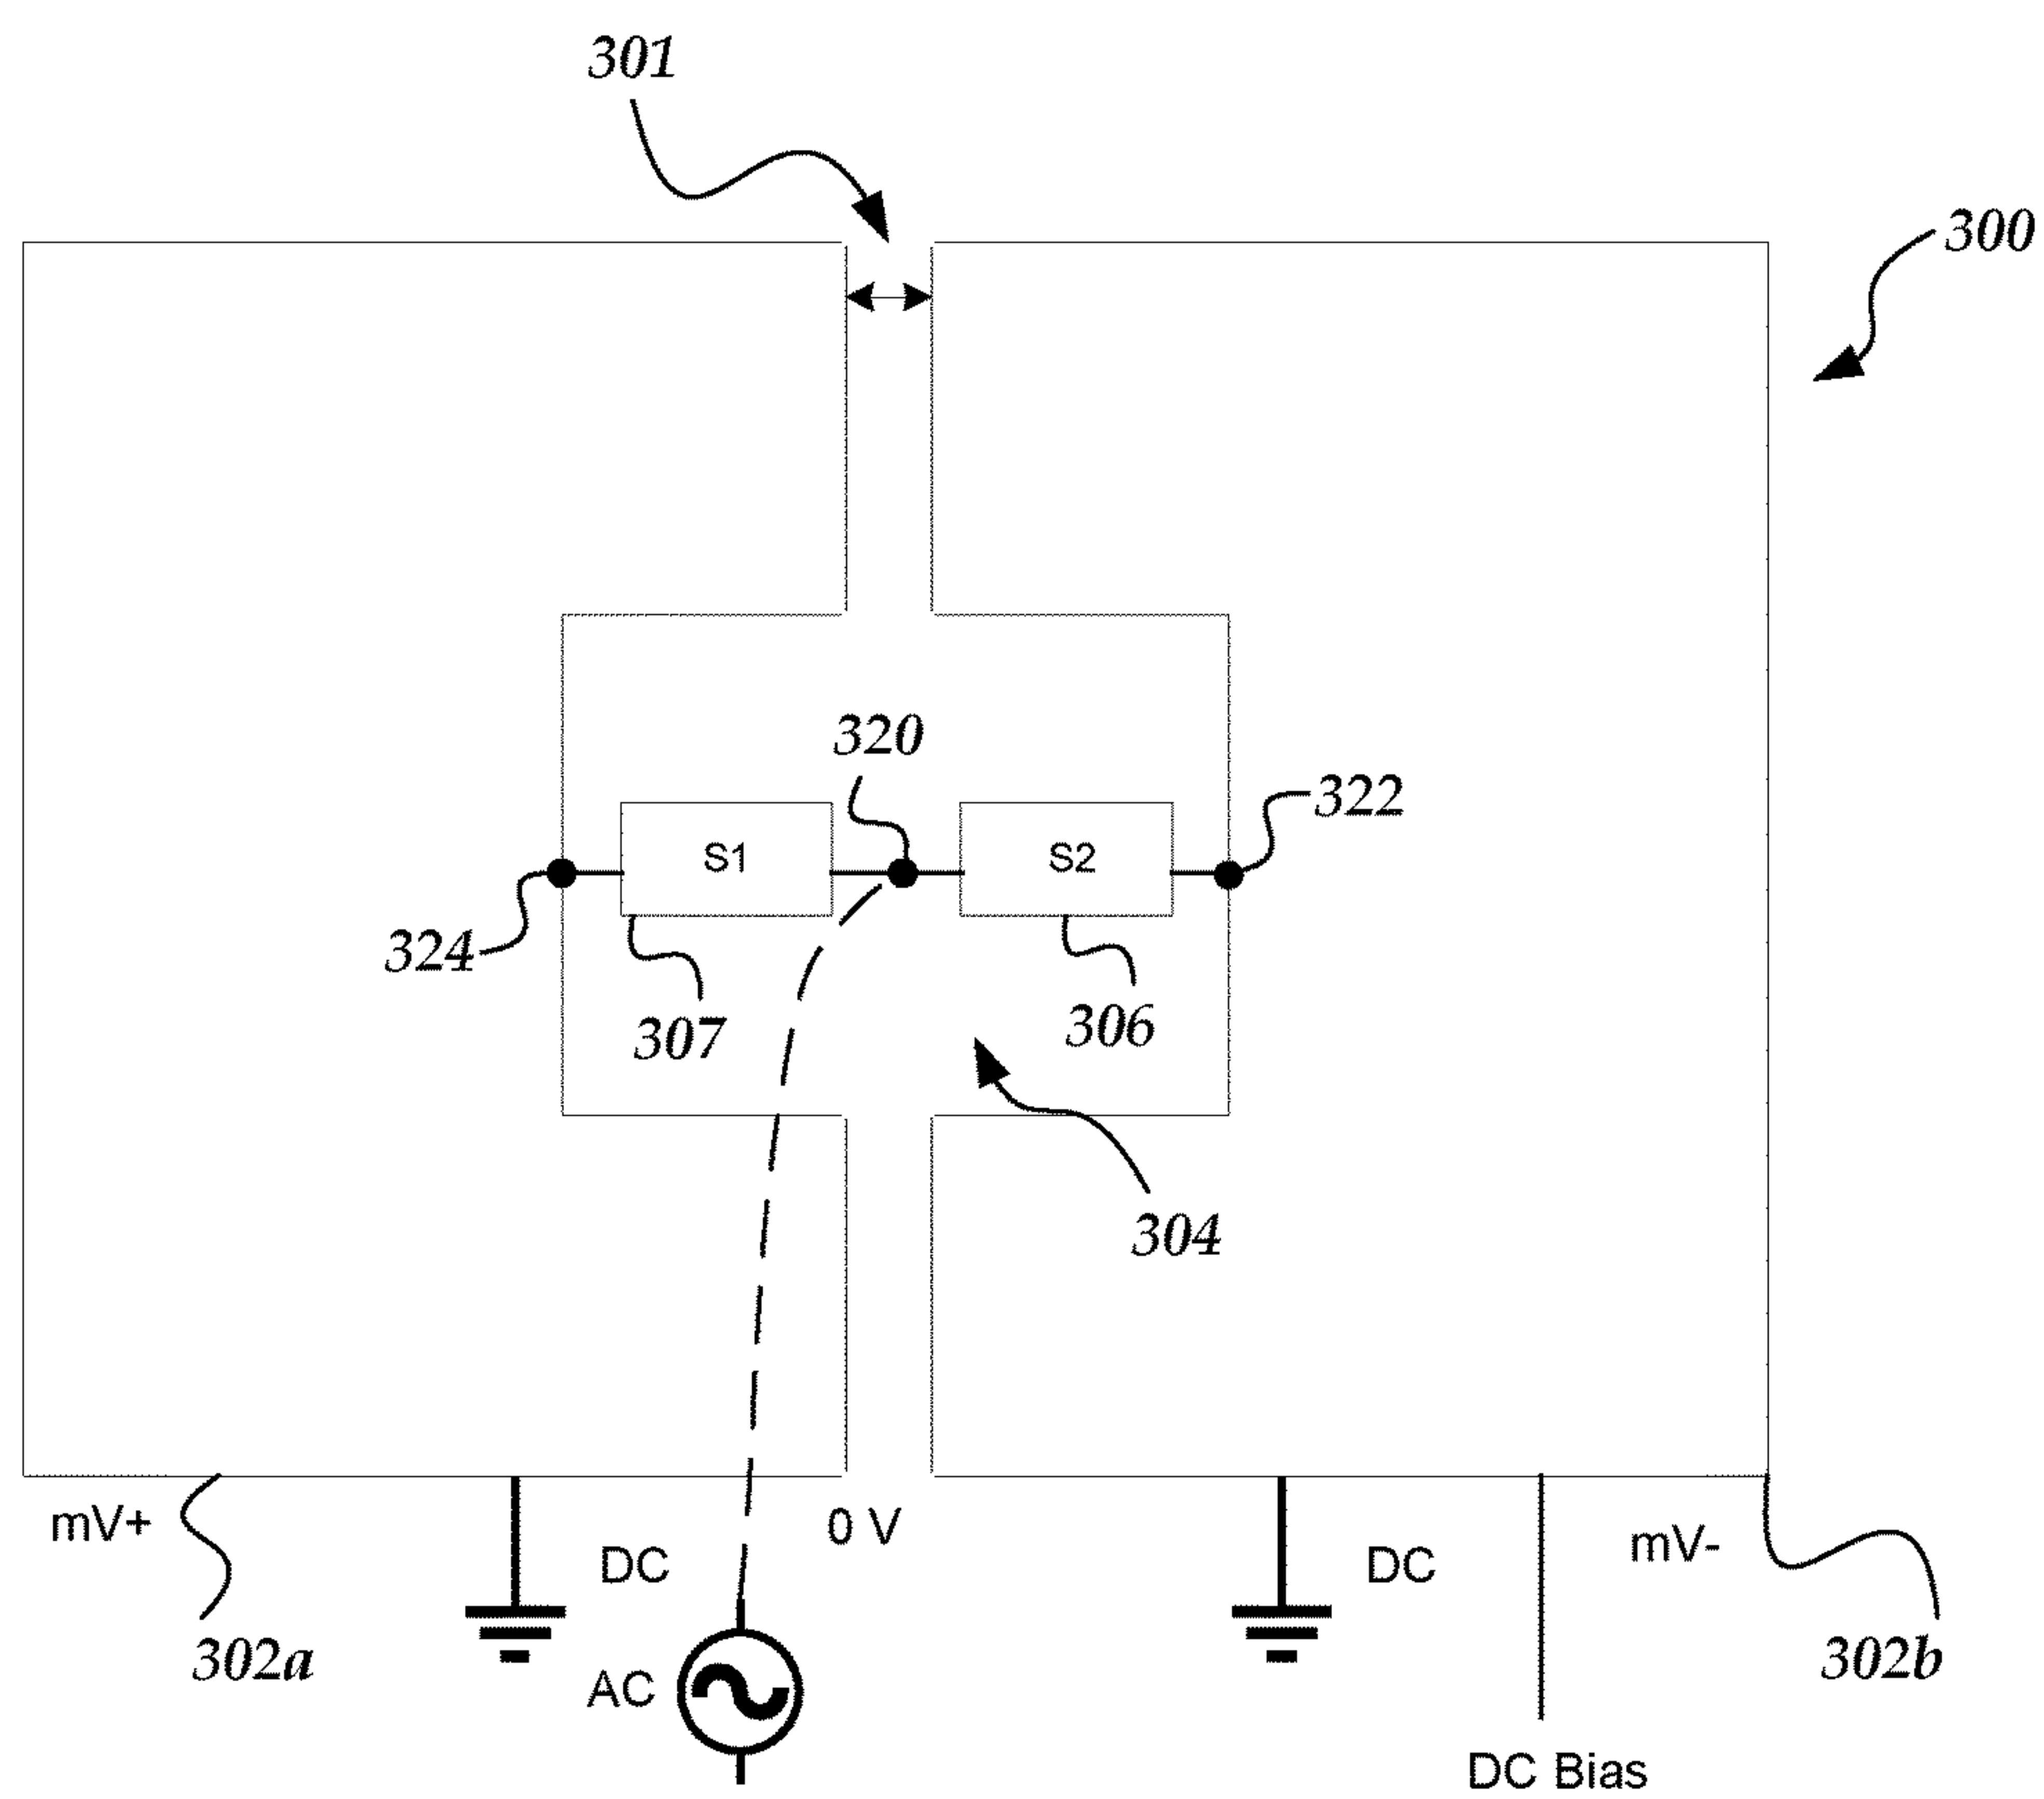 301
300
320
322
S1
S2
324
307
306
304
mV+
0 V
mV-
DC
DC
302a
302b
AC
DC Bias